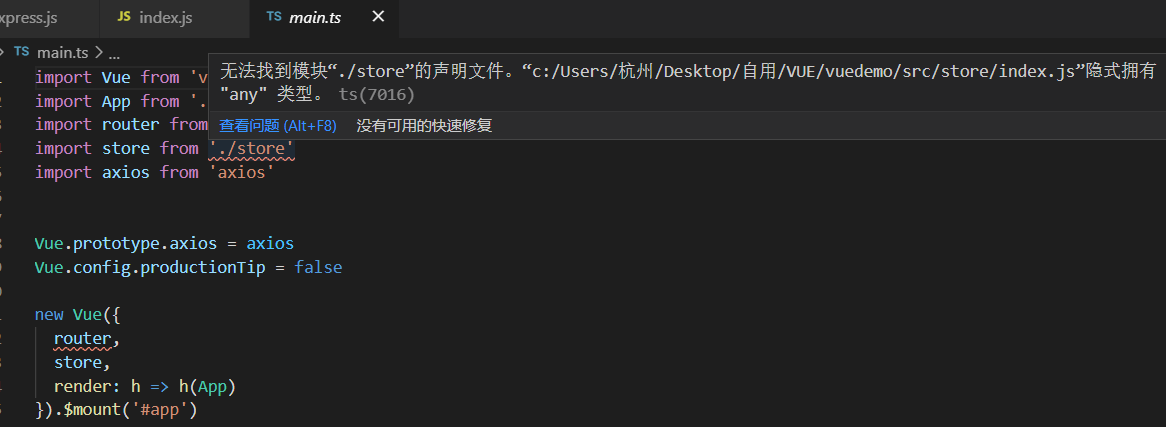 xpress.js
JS index.js
TS main.ts
TS main.ts > ...
import Vue from 'v
import App from '.
import router from
无法找到模块“./store”的声明文件。“c:/Users/杭州/Desktop/自用/VUE/vuedemo/src/store/index.js”隐式拥有
"any" 类型。 ts(7016)
查看问题 (Alt+F8) 没有可用的快速修复
import store from './store'
import axios from 'axios'
Vue.prototype.axios = axios
Vue.config.productionTip = false
new Vue({
router,
store,
render: h => h(App)
}).$mount('#app')